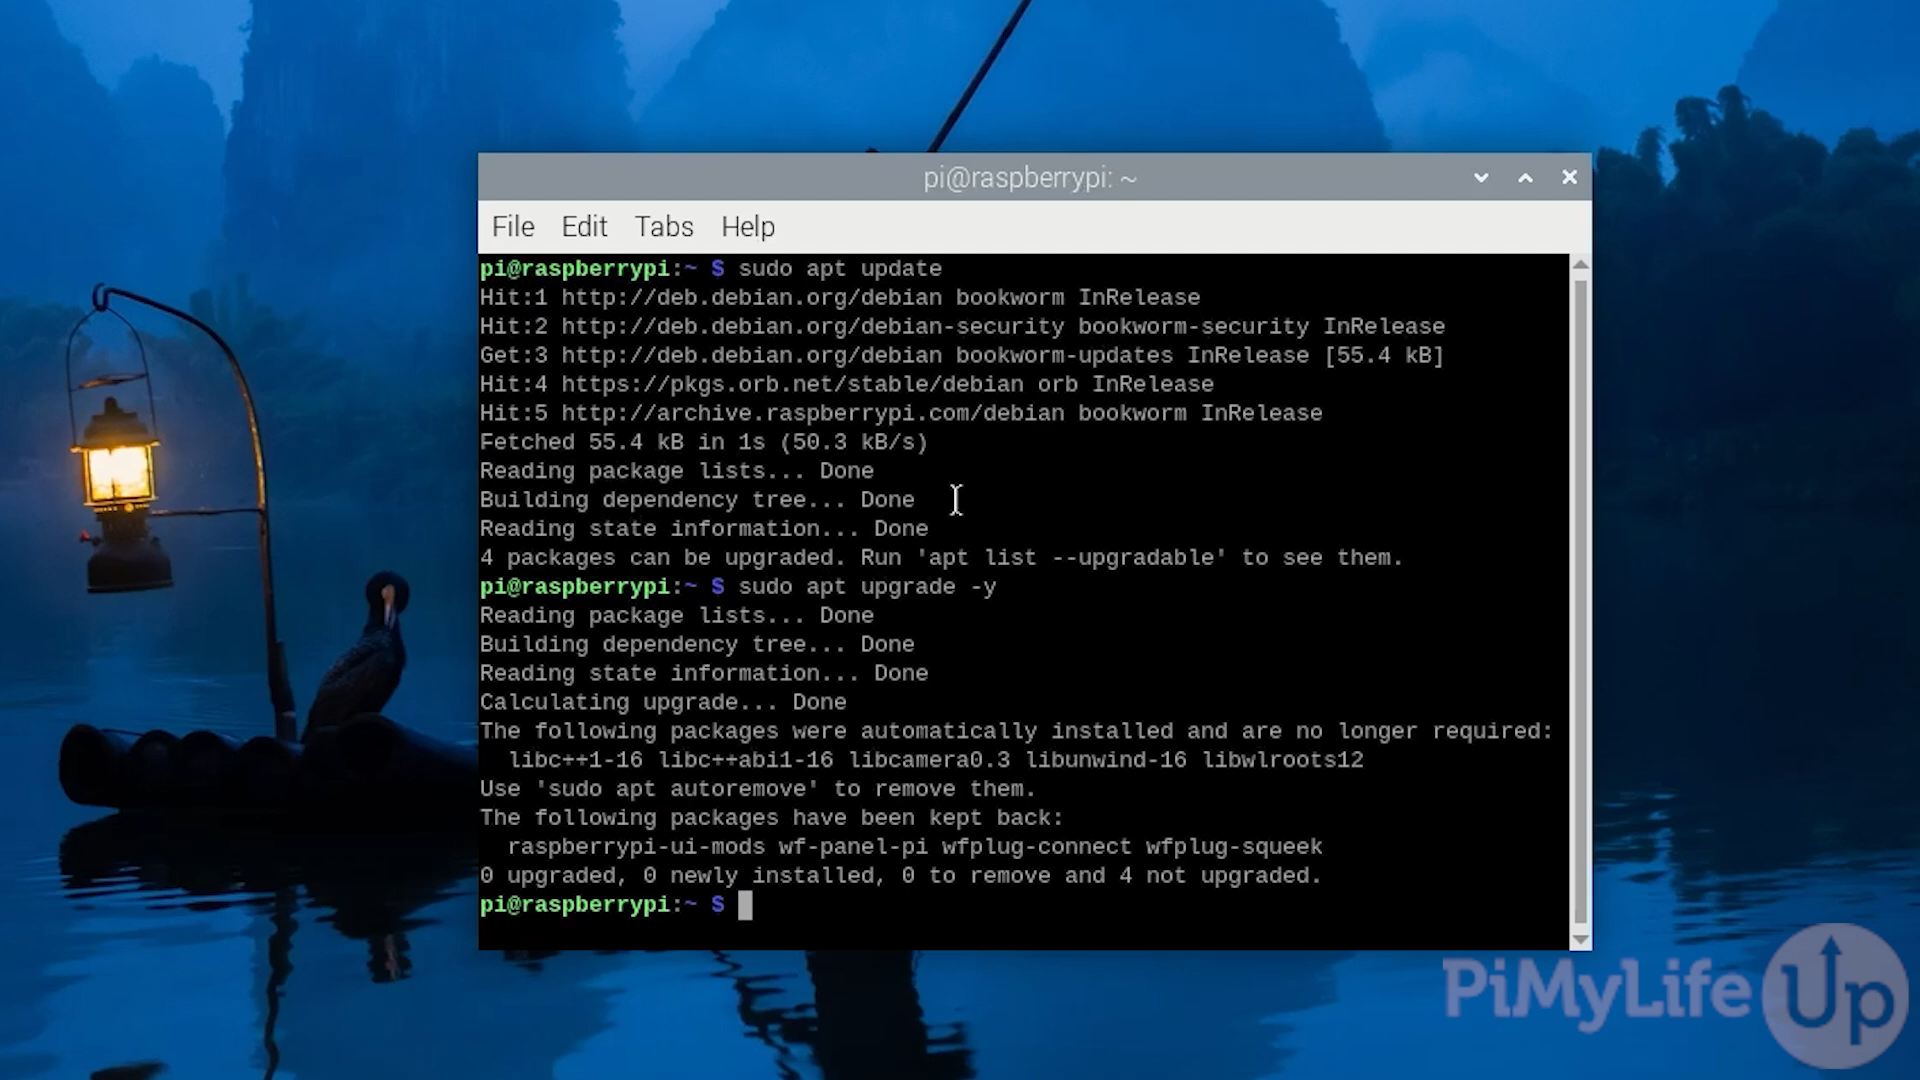 pi@raspberrypi: ~
File Edit Tabs Help
pi@raspberrypi:~ $ sudo apt update
Hit:1 http://deb.debian.org/debian bookworm InRelease
Hit:2 http://deb.debian.org/debian-security bookworm-security InRelease
Get:3 http://deb.debian.org/debian bookworm-updates InRelease [55.4 kB]
Hit:4 https://pkgs.orb.net/stable/debian orb InRelease
Hit:5 http://archive.raspberrypi.com/debian bookworm InRelease
Fetched 55.4 kB in 1s (50.3 kB/s)
Reading package lists... Done
Building dependency tree... Done
Reading state information... Done
4 packages can be upgraded. Run 'apt list --upgradable' to see them.
pi@raspberrypi:~ $ sudo apt upgrade -y
Reading package lists... Done
Building dependency tree... Done
Reading state information... Done
Calculating upgrade... Done
The following packages were automatically installed and are no longer required:
  libc++1-16 libc++abi1-16 libcamera0.3 libunwind-16 libwlroots12
Use 'sudo apt autoremove' to remove them.
The following packages have been kept back:
  raspberrypi-ui-mods wf-panel-pi wfplug-connect wfplug-squeek
0 upgraded, 0 newly installed, 0 to remove and 4 not upgraded.
pi@raspberrypi:~ $
PiMyLifeUp